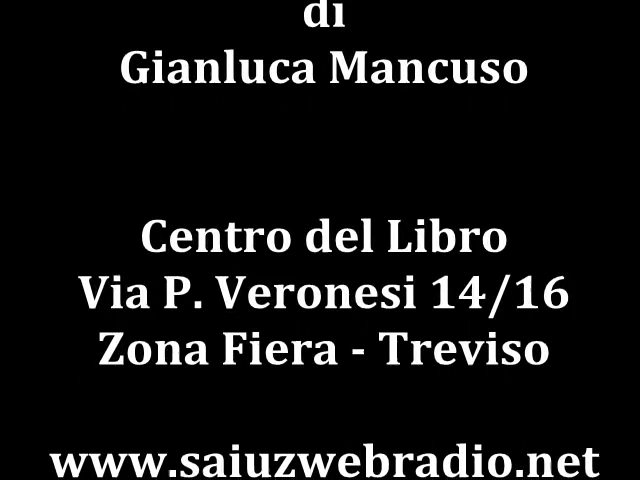 di
Gianluca Mancuso
Centro del Libro
Via P. Veronesi 14/16
Zona Fiera - Treviso
www.saiuzwebradio.net